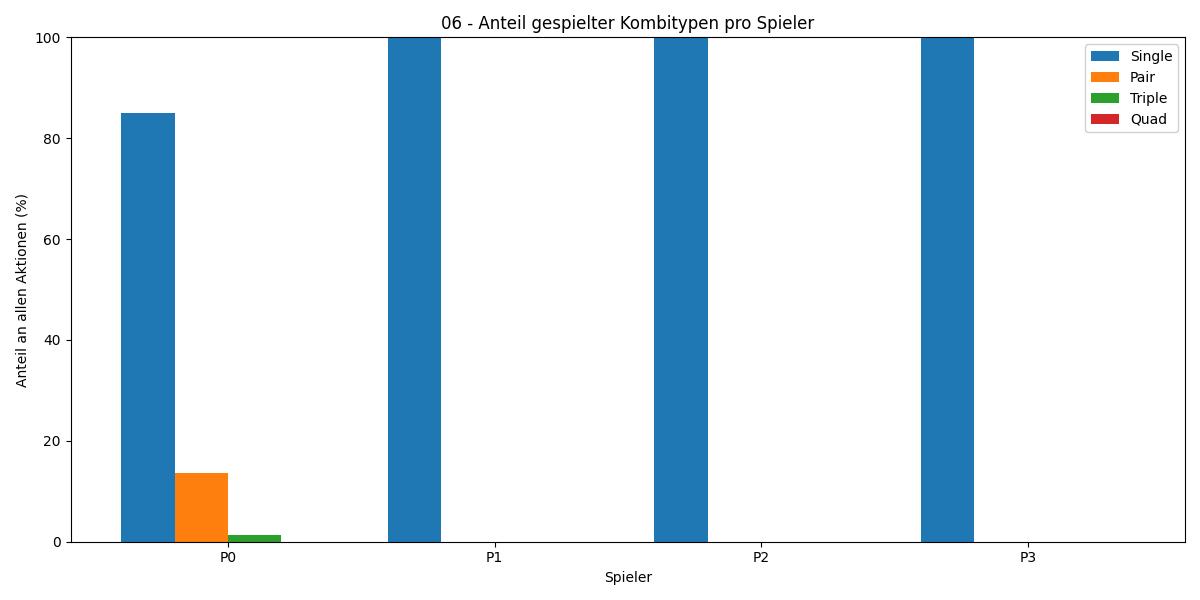 06 - Anteil gespielter Kombitypen pro Spieler
100
80
60
40
20
0
Anteil an allen Aktionen (%)
Single
Pair
Triple
Quad
P0
P1
P2
P3
Spieler